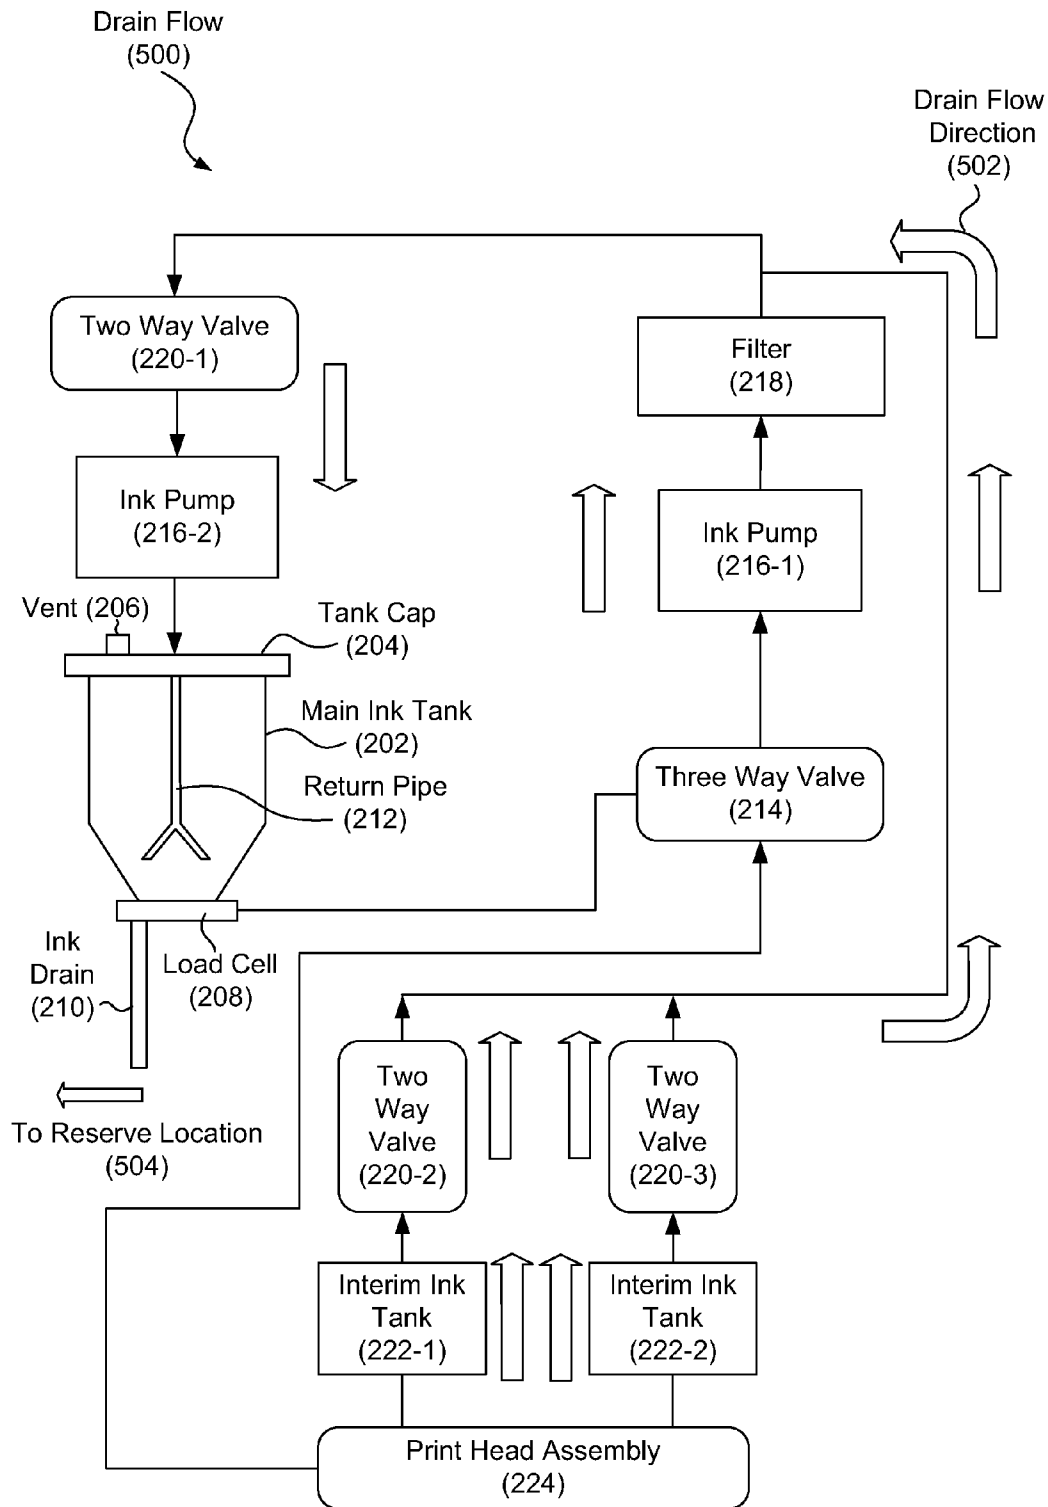 Drain Flow
(500)
Drain Flow
Direction
(502)
Two Way Valve
(220-1)
Filter
(218)
Ink Pump
(216-2)
Ink Pump
(216-1)
Vent (206)
Tank Cap
(204)
Main Ink Tank
(202)
Return Pipe
(212)
Three Way Valve
(214)
Ink
Drain
(210)
Load Cell
(208)
To Reserve Location
(504)
Two
Way
Valve
(220-2)
Two
Way
Valve
(220-3)
Interim Ink
Tank
(222-1)
Interim Ink
Tank
(222-2)
Print Head Assembly
(224)